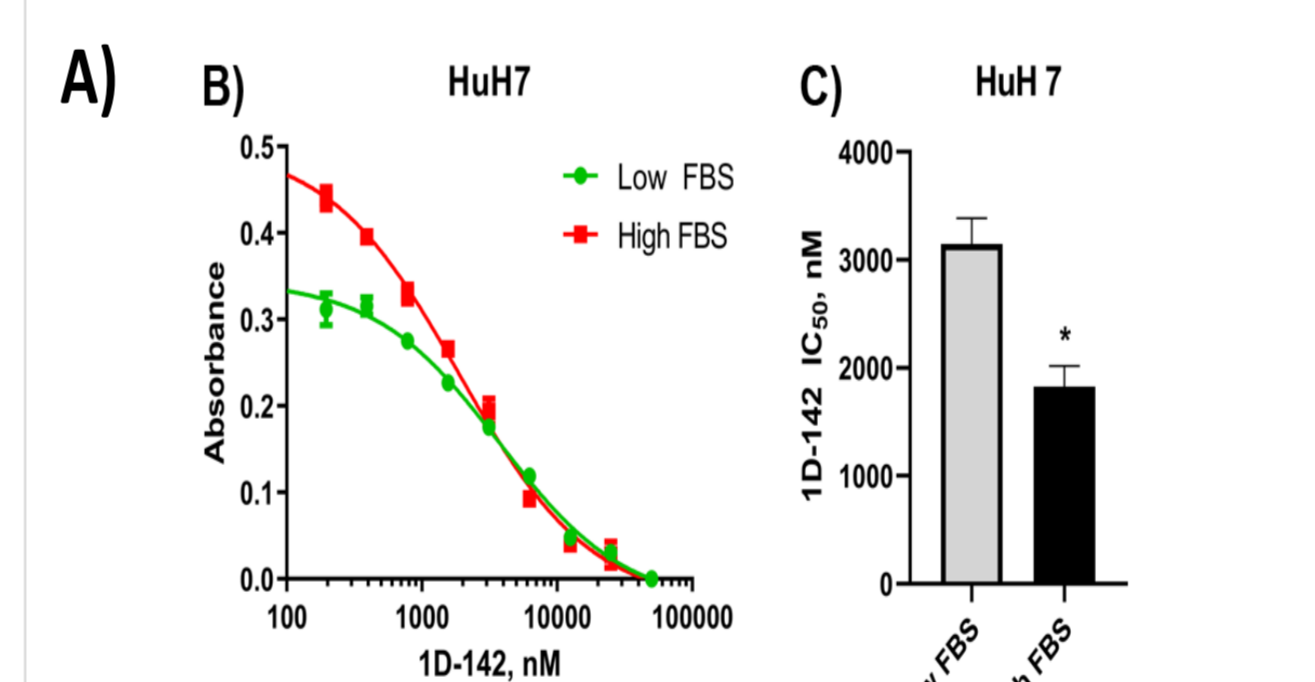 A)
B)
HuH7
0.5
0.4
0.3
0.2
0.1
0.0
Absorbance
Low FBS
High FBS
100
1000
10000
100000
1D-142, nM
C)
HuH 7
4000
3000
2000
1000
0
1D-142 IC50, nM
*
FBS
FBS